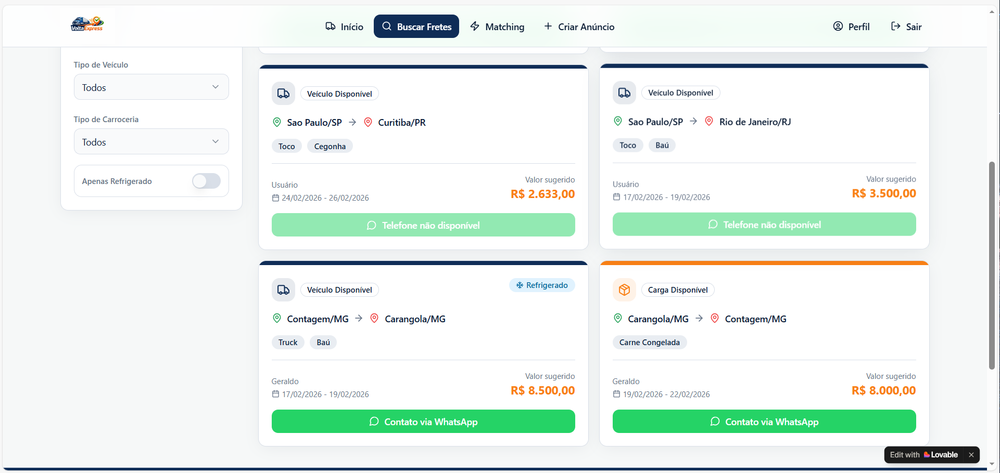 VoltaExpress
Início
Buscar Fretes
Matching
Criar Anúncio
Perfil
Sair
Tipo de Veículo
Todos
Tipo de Carroceria
Todos
Apenas Refrigerado
Veículo Disponível
Sao Paulo/SP → Curitiba/PR
Toco Cegonha
Usuário
24/02/2026 - 26/02/2026
Valor sugerido
R$ 2.633,00
Telefone não disponível
Veículo Disponível
Sao Paulo/SP → Rio de Janeiro/RJ
Toco Baú
Usuário
17/02/2026 - 19/02/2026
Valor sugerido
R$ 3.500,00
Telefone não disponível
Veículo Disponível
Refrigerado
Contagem/MG → Carangola/MG
Truck Baú
Geraldo
17/02/2026 - 19/02/2026
Valor sugerido
R$ 8.500,00
Contato via WhatsApp
Carga Disponível
Carangola/MG → Contagem/MG
Carne Congelada
Geraldo
19/02/2026 - 22/02/2026
Valor sugerido
R$ 8.000,00
Contato via WhatsApp
Edit with Lovable